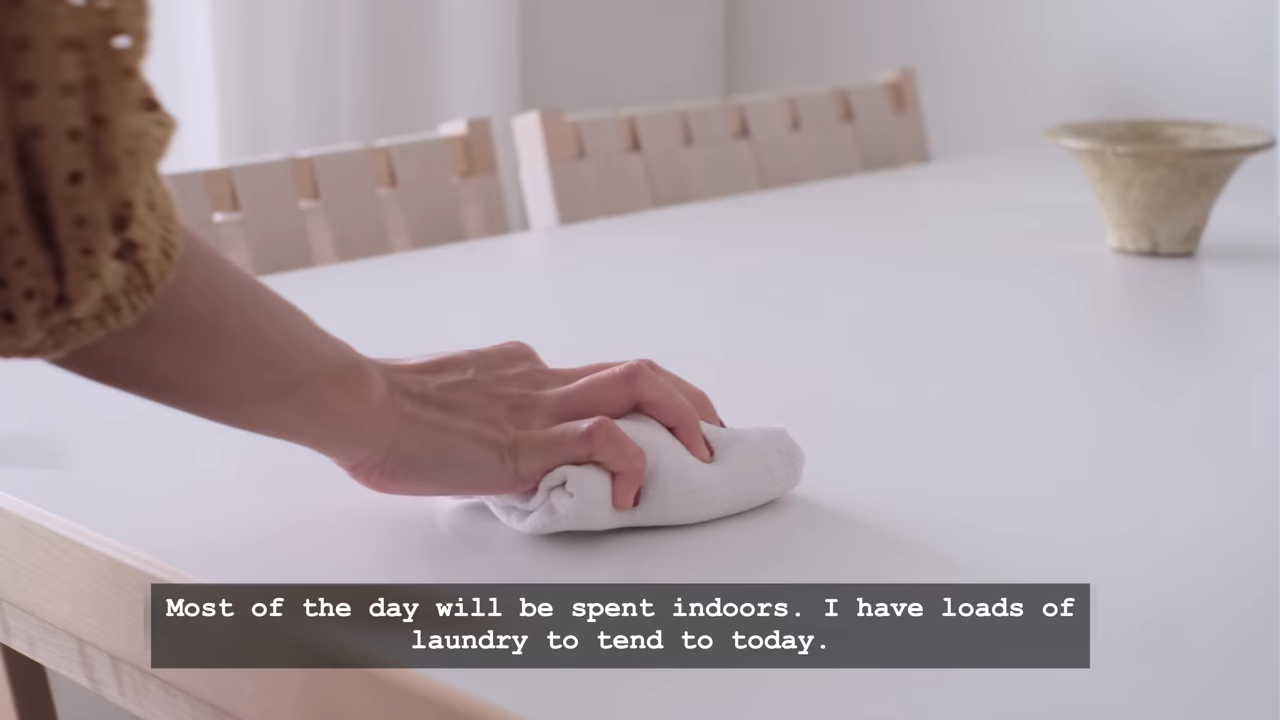 Most of the day will be spent indoors. I have loads of
laundry to tend to today.